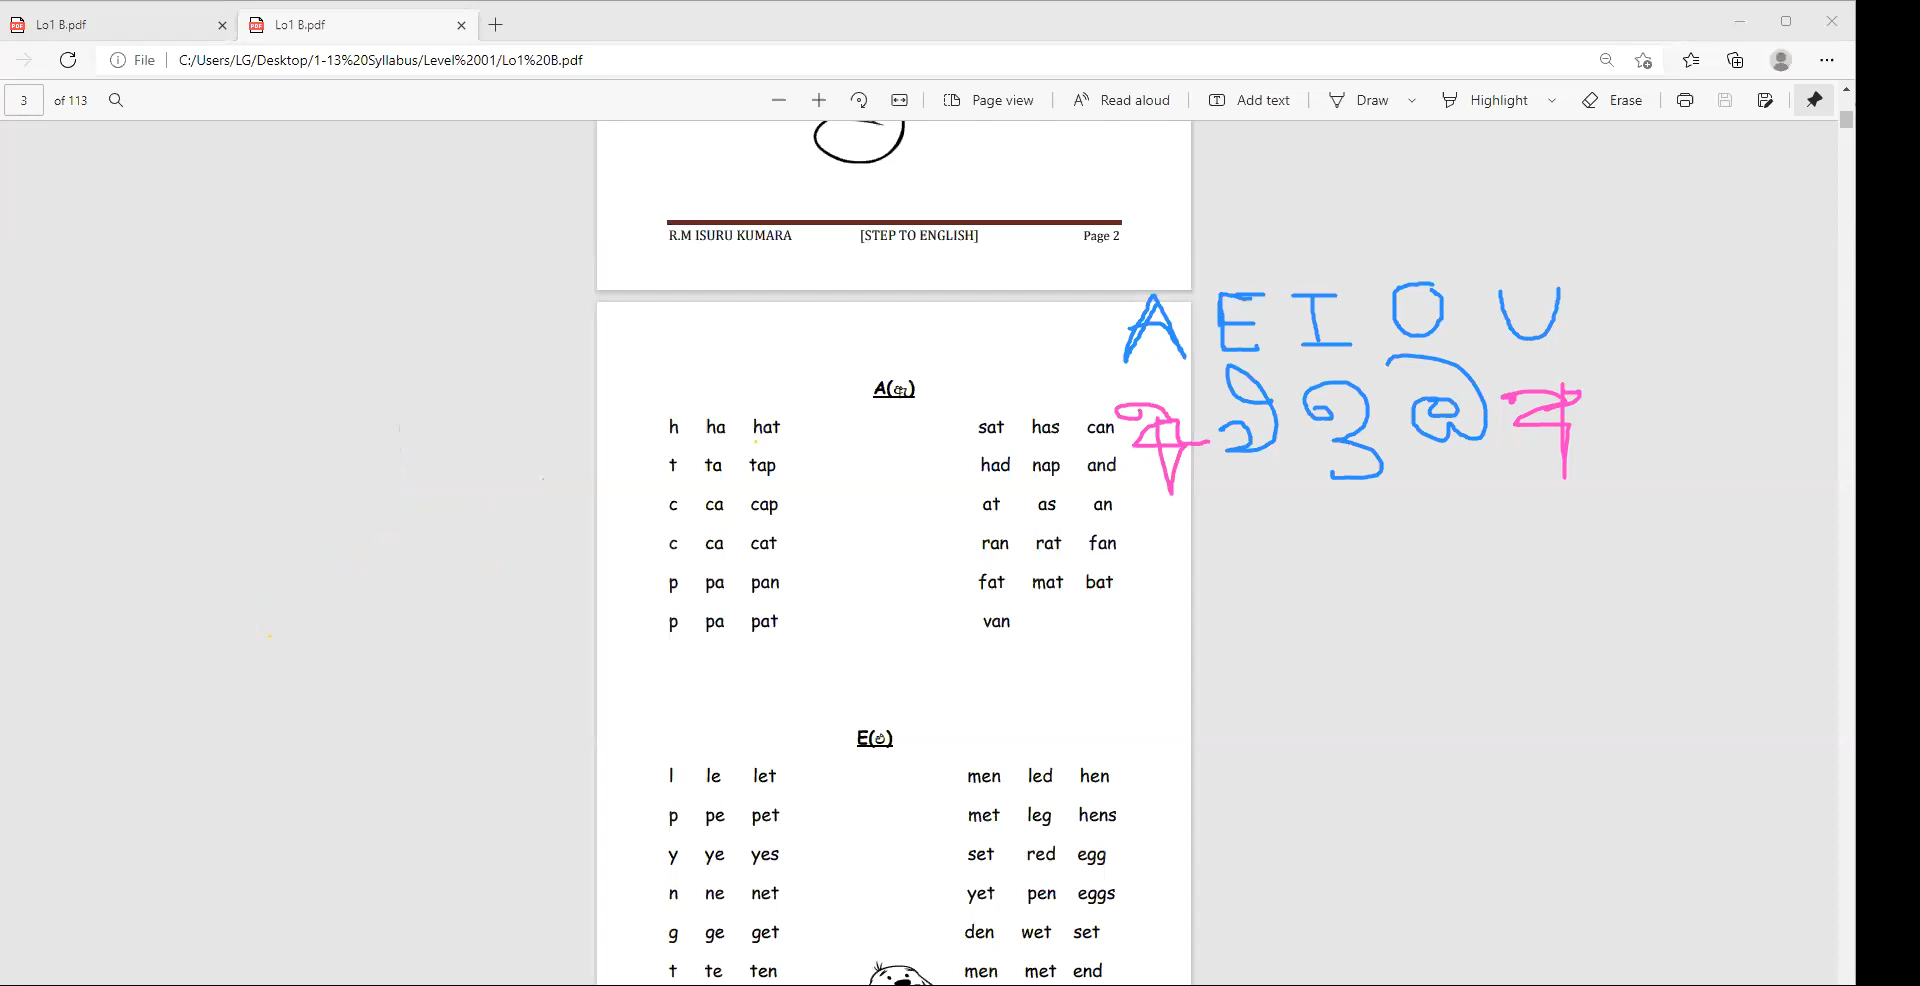 Lo1 B.pdf
Lo1 B.pdf
File C:/Users/LG/Desktop/1-13%20Syllabus/Level%2001/Lo1%20B.pdf
3 of 113 Page view Read aloud Add text Draw Highlight Erase
R.M ISURU KUMARA [STEP TO ENGLISH] Page 2
A E I O U
ඇ එ ඉ ඔ අ
A(ඇ)
h ha hat sat has can
t ta tap had nap and
c ca cap at as an
c ca cat ran rat fan
p pa pan fat mat bat
p pa pat van
E(එ)
l le let men led hen
p pe pet met leg hens
y ye yes set red egg
n ne net yet pen eggs
g ge get den wet set
t te ten men met end